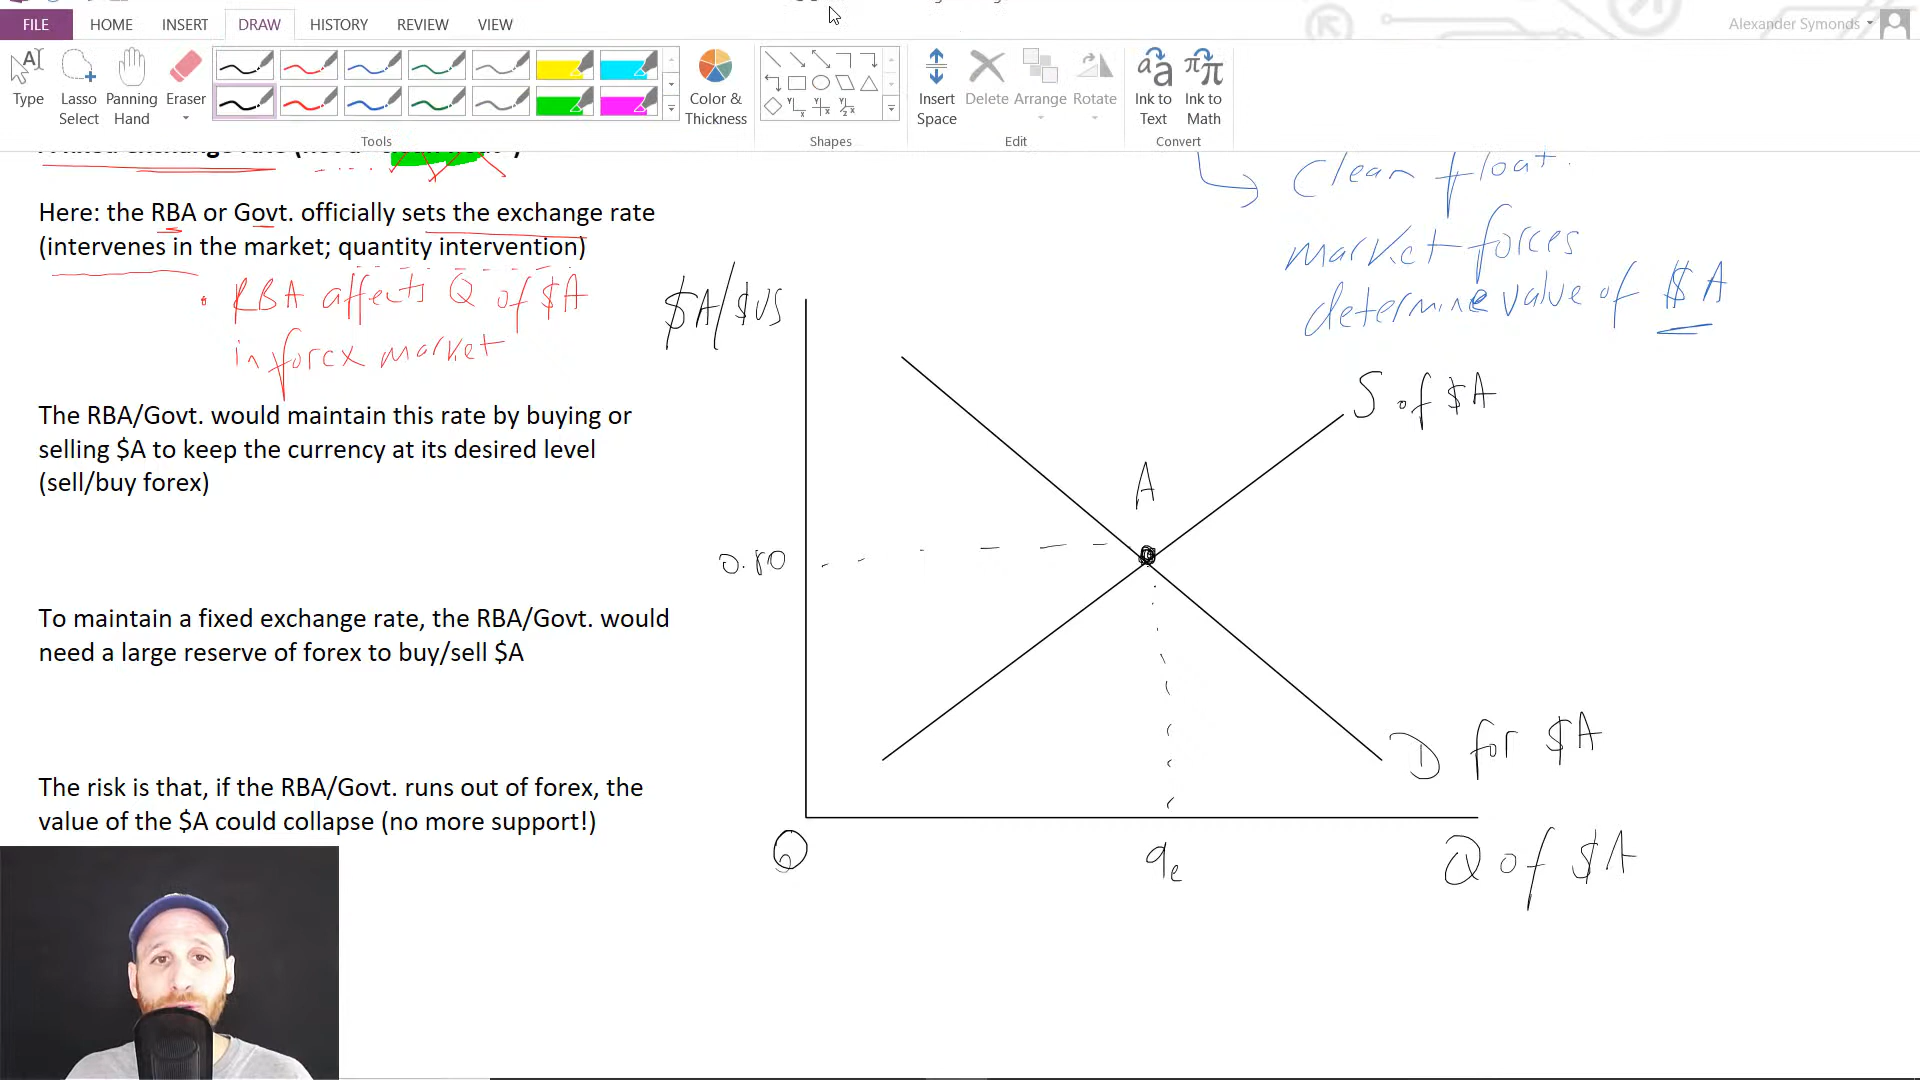 Alexander Symonds
FILE HOME INSERT DRAW HISTORY REVIEW VIEW
Type
Lasso Select
Panning Hand
Eraser
Color & Thickness
Insert Space
Delete
Arrange
Rotate
Ink to Text
Ink to Math
Tools
Shapes
Edit
Convert
Here: the RBA or Govt. officially sets the exchange rate
(intervenes in the market; quantity intervention)
• RBA affects Q of $A
in forex market
The RBA/Govt. would maintain this rate by buying or
selling $A to keep the currency at its desired level
(sell/buy forex)
To maintain a fixed exchange rate, the RBA/Govt. would
need a large reserve of forex to buy/sell $A
The risk is that, if the RBA/Govt. runs out of forex, the
value of the $A could collapse (no more support!)
Clean float.
market forces
determine value of $A
$A/$US
S of $A
A
0.80
D for $A
qe
Q of $A